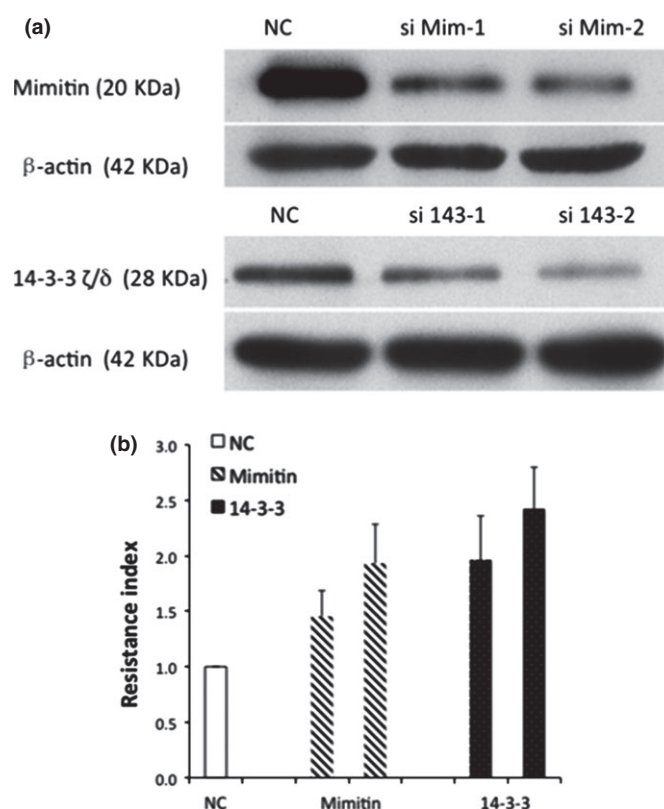 (a)
NC si Mim-1 si Mim-2
Mimitin (20 KDa)
β-actin (42 KDa)
NC si 143-1 si 143-2
14-3-3 ζ/δ (28 KDa)
β-actin (42 KDa)
(b)
NC
Mimitin
14-3-3
Resistance index
3.0
2.5
2.0
1.5
1.0
0.5
0.0
NC Mimitin 14-3-3